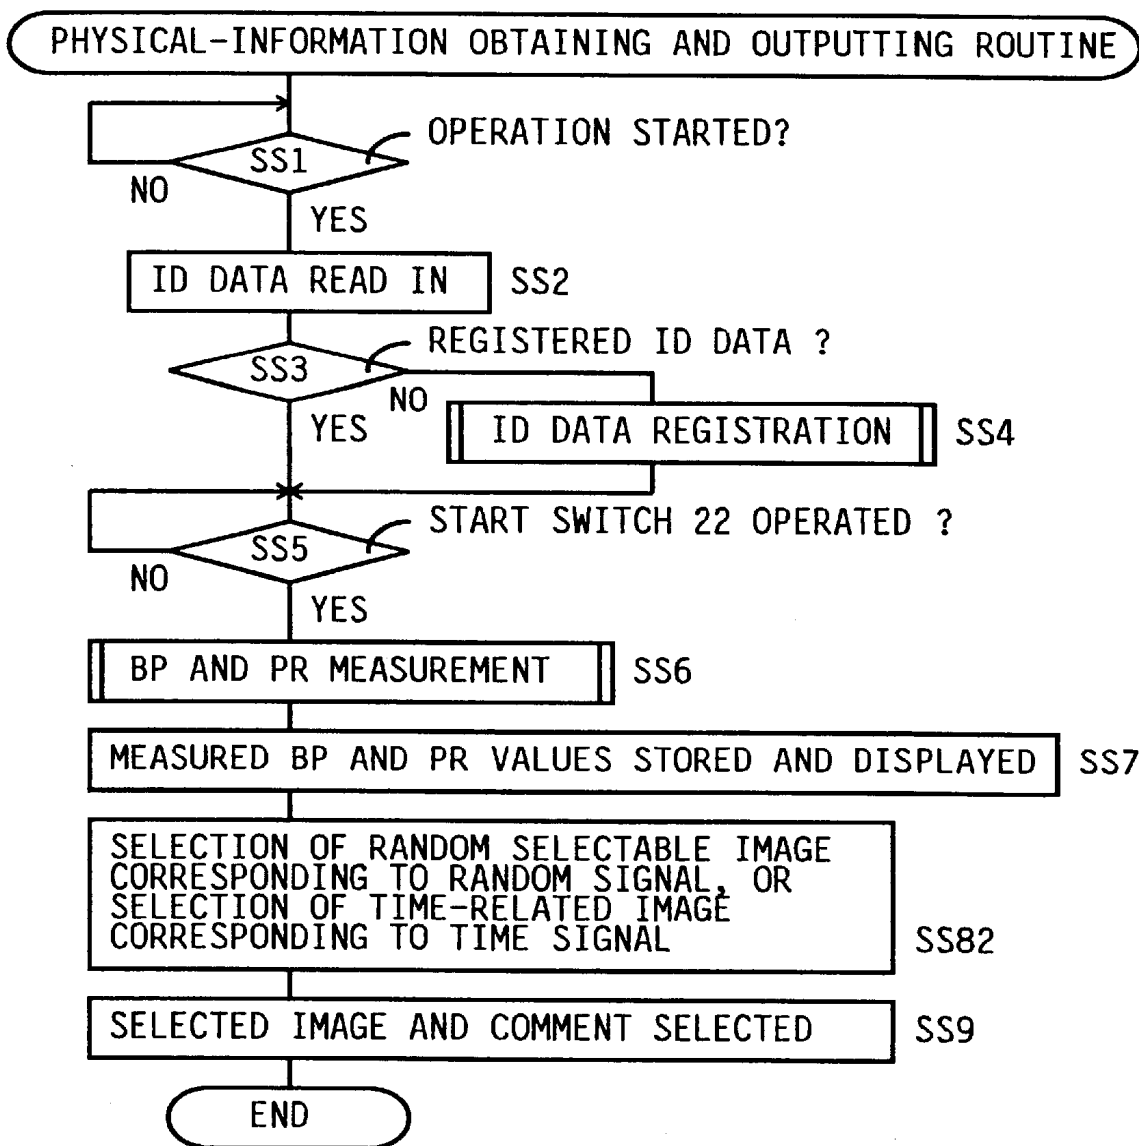 PHYSICAL-INFORMATION OBTAINING AND OUTPUTTING ROUTINE
OPERATION STARTED?
SS1
NO
YES
ID DATA READ IN SS2
REGISTERED ID DATA ?
SS3
NO
YES
ID DATA REGISTRATION SS4
START SWITCH 22 OPERATED ?
SS5
NO
YES
BP AND PR MEASUREMENT SS6
MEASURED BP AND PR VALUES STORED AND DISPLAYED SS7
SELECTION OF RANDOM SELECTABLE IMAGE
CORRESPONDING TO RANDOM SIGNAL, OR
SELECTION OF TIME-RELATED IMAGE
CORRESPONDING TO TIME SIGNAL SS82
SELECTED IMAGE AND COMMENT SELECTED SS9
END